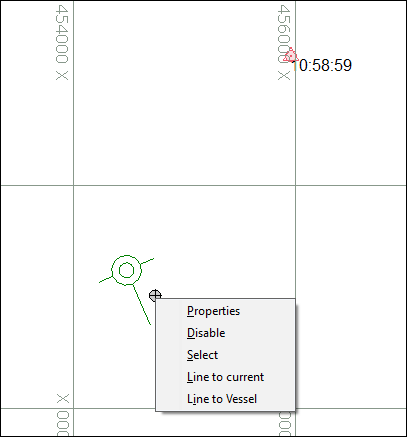 454000 X
456000 X
0:58:59
Properties
Disable
Select
Line to current
Line to Vessel
X
X